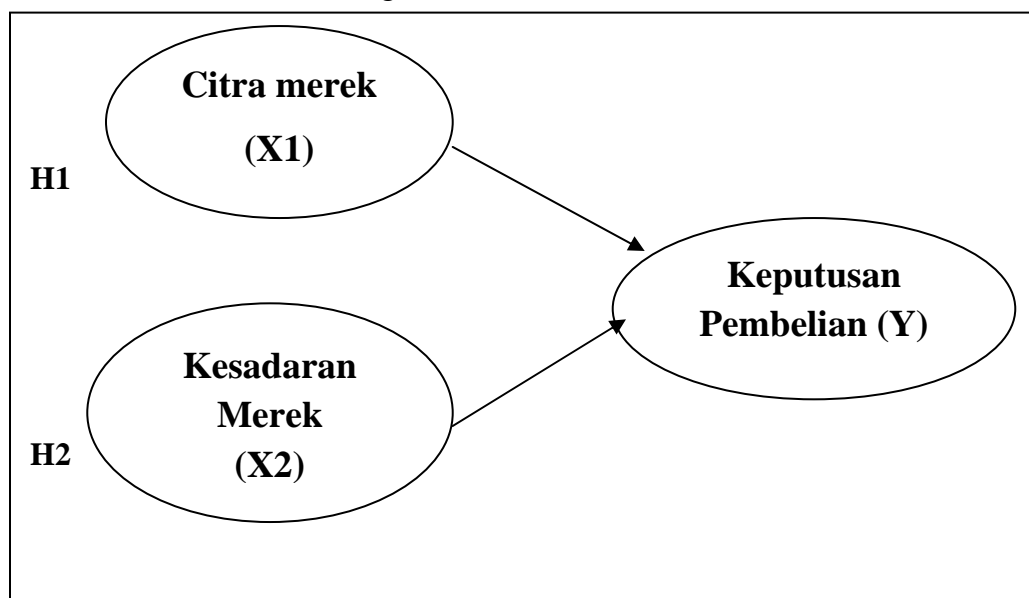 Citra merek
(X1)
H1
Keputusan
Pembelian (Y)
Kesadaran
Merek
(X2)
H2